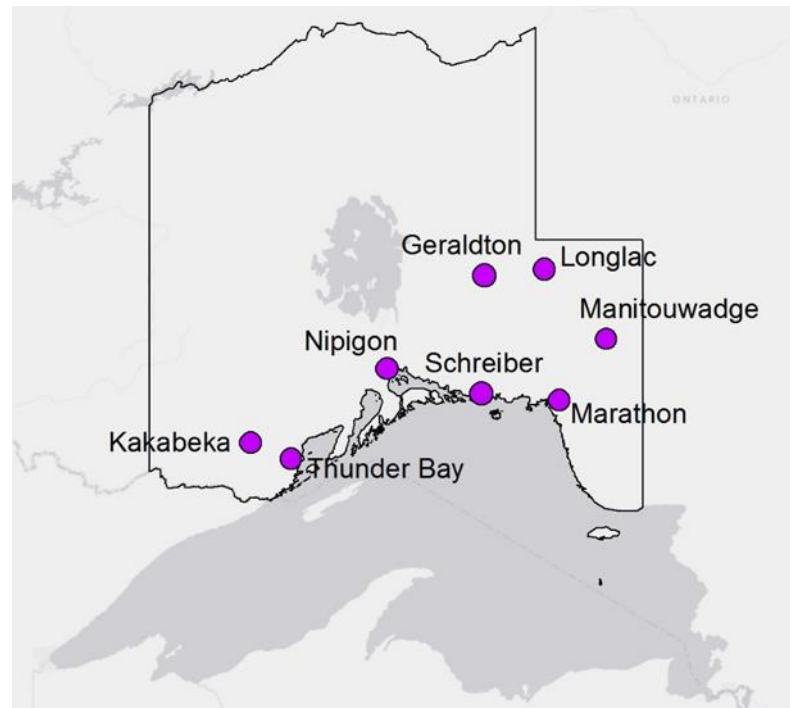 ONTARIO
Geraldton
Longlac
Manitouwadge
Nipigon
Schreiber
Marathon
Kakabeka
Thunder Bay